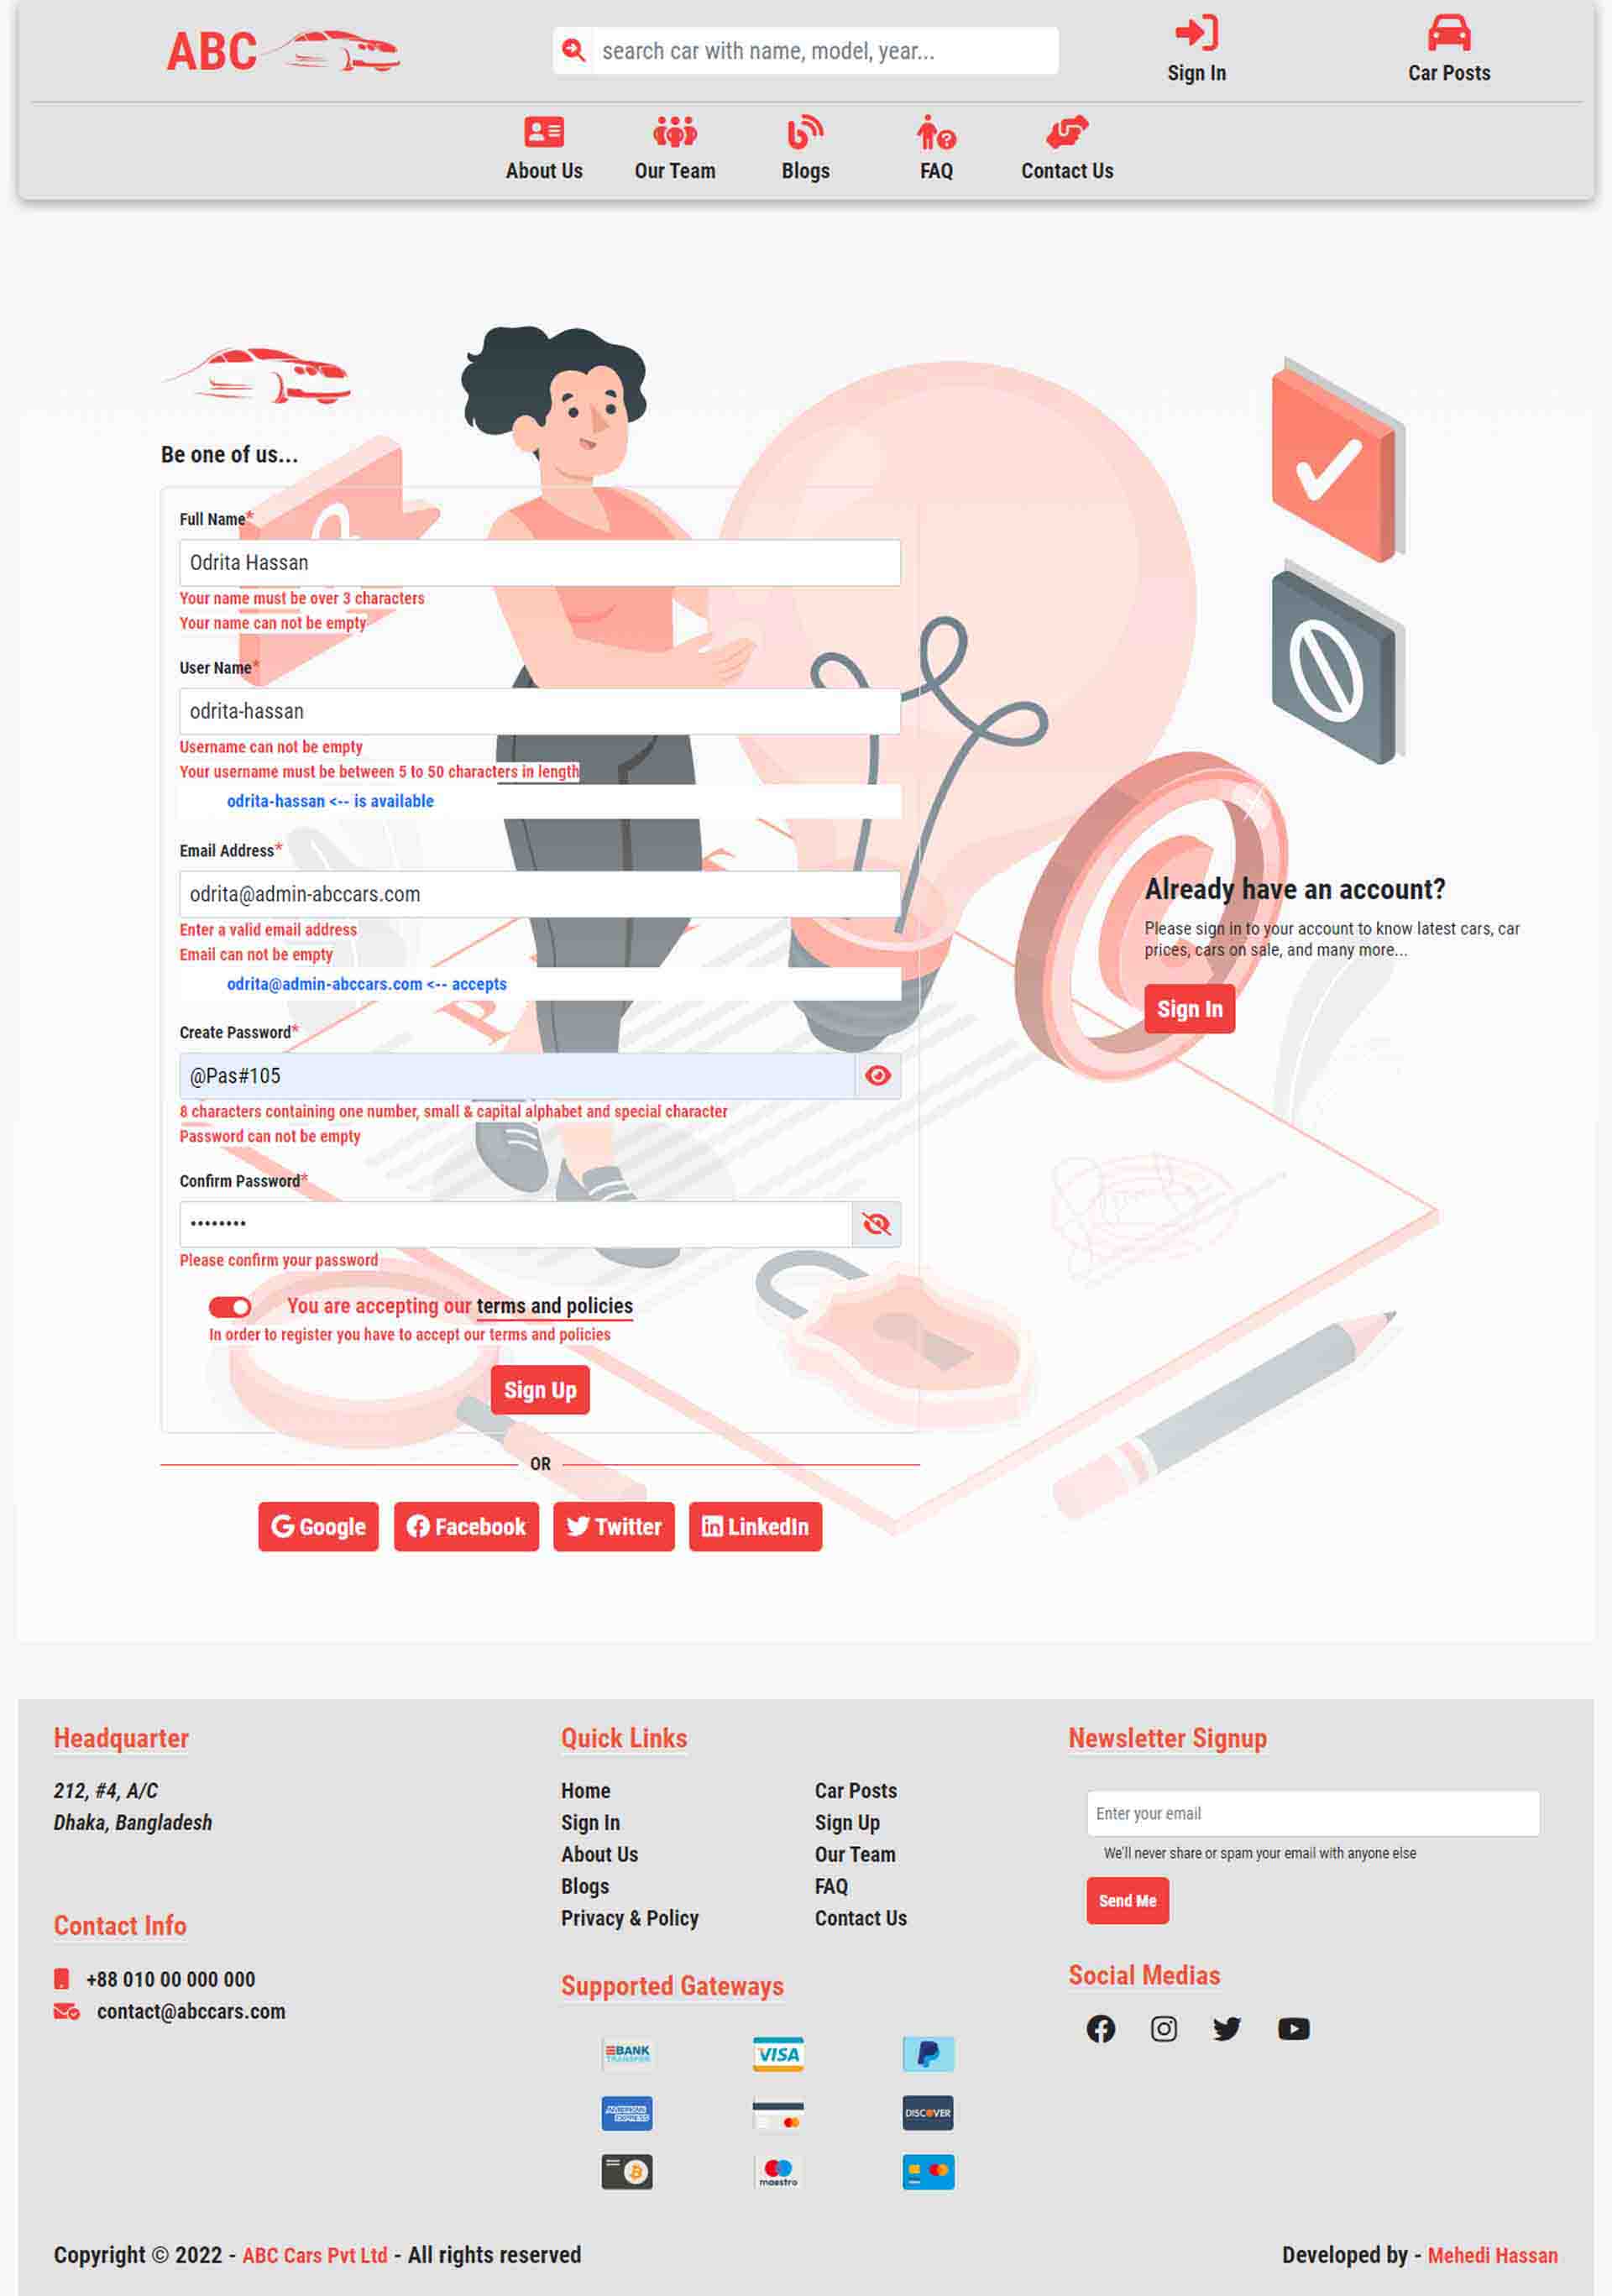 ABC
search car with name, model, year...
Sign In
Car Posts
About Us
Our Team
Blogs
FAQ
Contact Us
Be one of us...
Full Name*
Odrita Hassan
Your name must be over 3 characters
Your name can not be empty
User Name*
odrita-hassan
Username can not be empty
Your username must be between 5 to 50 characters in length
odrita-hassan <-- is available
Email Address*
odrita@admin-abccars.com
Enter a valid email address
Email can not be empty
odrita@admin-abccars.com <-- accepts
Create Password*
@Pas#105
8 characters containing one number, small & capital alphabet and special character
Password can not be empty
Confirm Password*
••••••••
Please confirm your password
You are accepting our terms and policies
In order to register you have to accept our terms and policies
Sign Up
OR
Google
Facebook
Twitter
LinkedIn
Already have an account?
Please sign in to your account to know latest cars, car
prices, cars on sale, and many more...
Sign In
Headquarter
212, #4, A/C
Dhaka, Bangladesh
Contact Info
+88 010 00 000 000
contact@abccars.com
Quick Links
Home
Sign In
About Us
Blogs
Privacy & Policy
Car Posts
Sign Up
Our Team
FAQ
Contact Us
Supported Gateways
BANK
TRANSFER
VISA
AMERICAN
EXPRESS
DISCOVER
maestro
Newsletter Signup
Enter your email
We'll never share or spam your email with anyone else
Send Me
Social Medias
Copyright © 2022 - ABC Cars Pvt Ltd - All rights reserved
Developed by - Mehedi Hassan